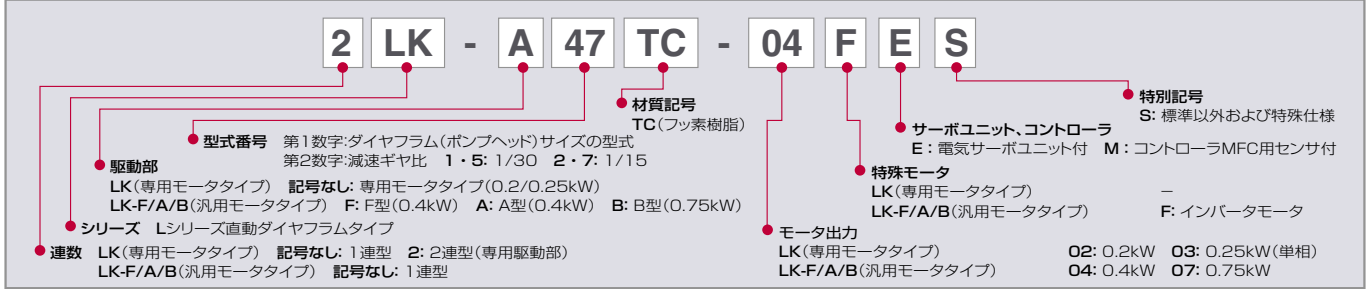 2 LK - A 47 TC - 04 F E S
材質記号
TC(フッ素樹脂)
型式番号 第1数字:ダイヤフラム(ポンプヘッド)サイズの型式
第2数字:減速ギヤ比 1・5: 1/30 2・7: 1/15
駆動部
LK(専用モータタイプ) 記号なし: 専用モータタイプ(0.2/0.25kW)
LK-F/A/B(汎用モータタイプ) F: F型(0.4kW) A: A型(0.4kW) B: B型(0.75kW)
シリーズ Lシリーズ直動ダイヤフラムタイプ
連数 LK(専用モータタイプ) 記号なし: 1連型 2: 2連型(専用駆動部)
LK-F/A/B(汎用モータタイプ) 記号なし: 1連型
特別記号
S: 標準以外および特殊仕様
サーボユニット、コントローラ
E:電気サーボユニット付 M:コントローラMFC用センサ付
特殊モータ
LK(専用モータタイプ) −
LK-F/A/B(汎用モータタイプ) F: インバータモータ
モータ出力
LK(専用モータタイプ) 02: 0.2kW 03: 0.25kW(単相)
LK-F/A/B(汎用モータタイプ) 04: 0.4kW 07: 0.75kW